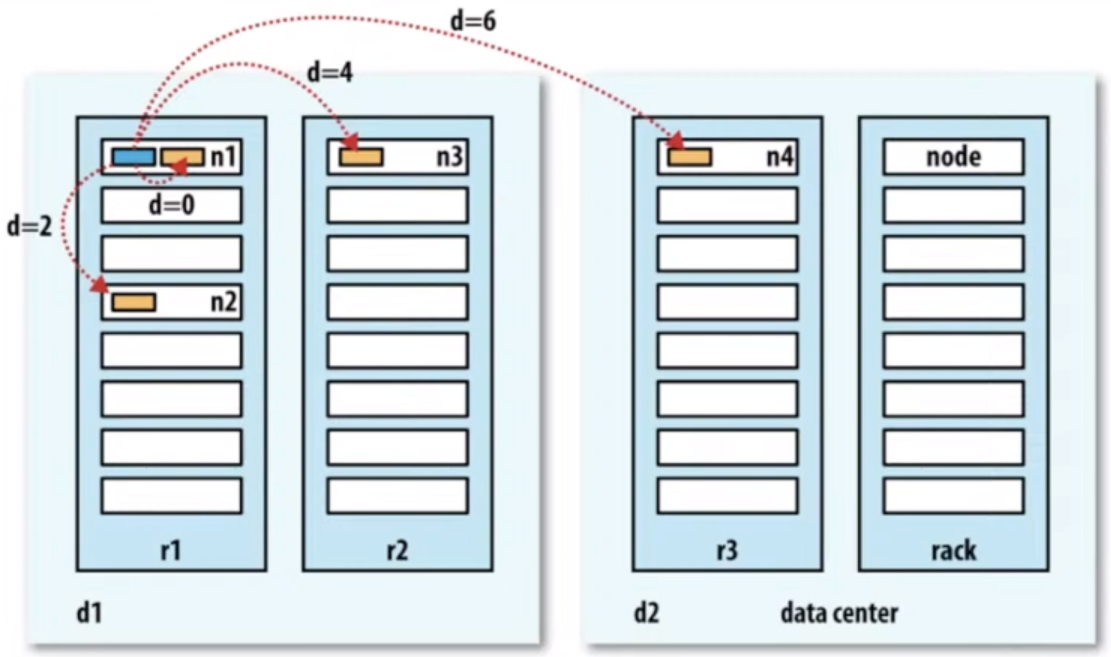 d=6
d=4
n1
n3
n4
node
d=0
d=2
n2
r1
r2
r3
rack
d1
d2
data center